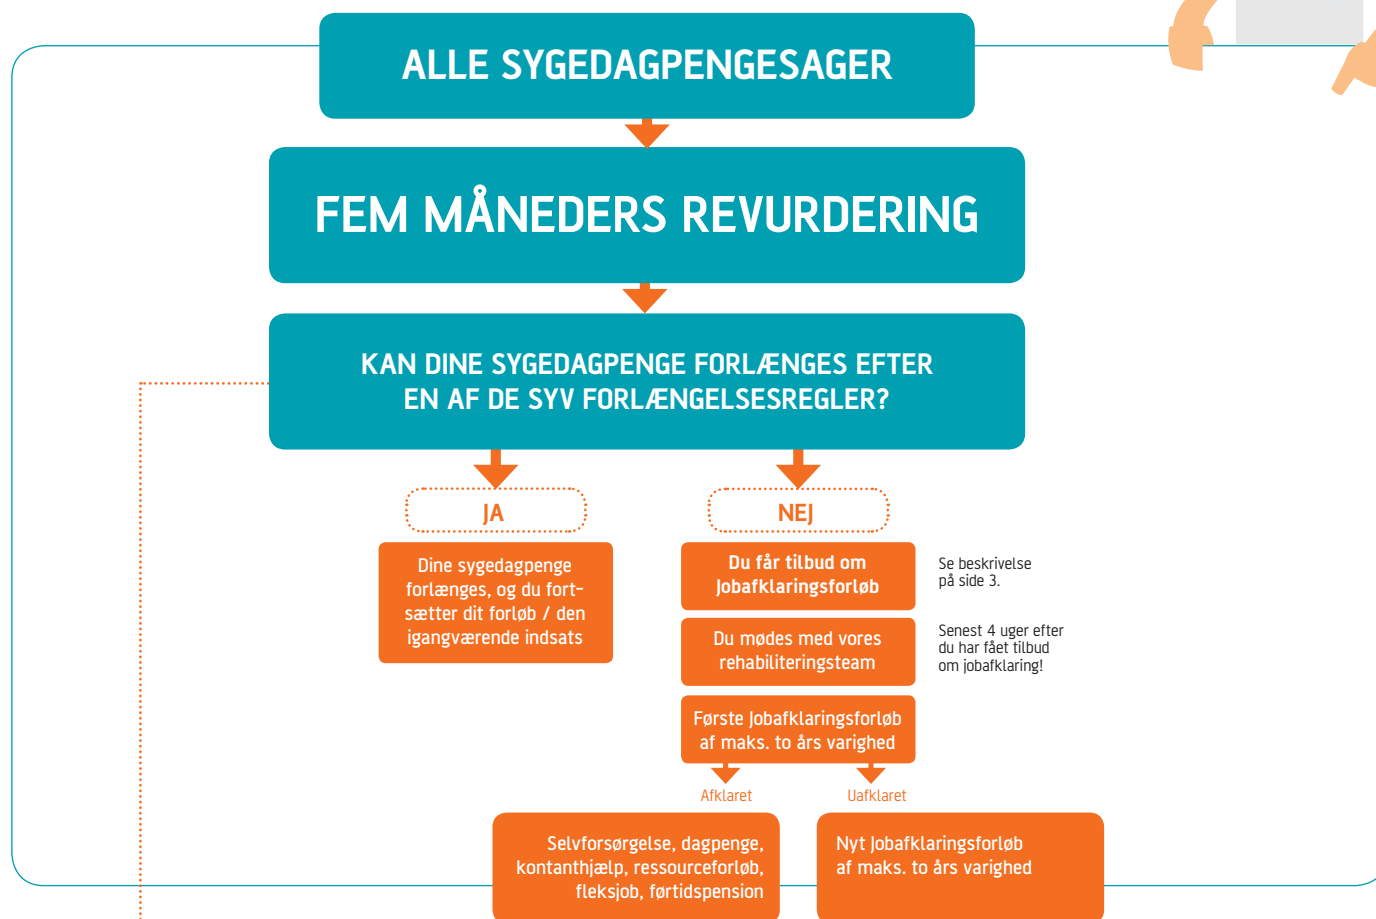 ALLE SYGEDAGPENGESAGER
FEM MÅNEDERS REVURDERING
KAN DINE SYGEDAGPENGE FORLÆNGES EFTER
EN AF DE SYV FORLÆNGELSESREGLER?
JA
Dine sygedagpenge
forlænges, og du fort-
sætter dit forløb / den
igangværende indsats
NEJ
Du får tilbud om
Jobafklaringsforløb
Se beskrivelse
på side 3.
Du mødes med vores
rehabiliteringsteam
Senest 4 uger efter
du har fået tilbud
om jobafklaring!
Første Jobafklaringsforløb
af maks. to års varighed
Afklaret
Uafklaret
Selvforsørgelse, dagpenge,
kontanthjælp, ressourceforløb,
fleksjob, førtidspension
Nyt Jobafklaringsforløb
af maks. to års varighed